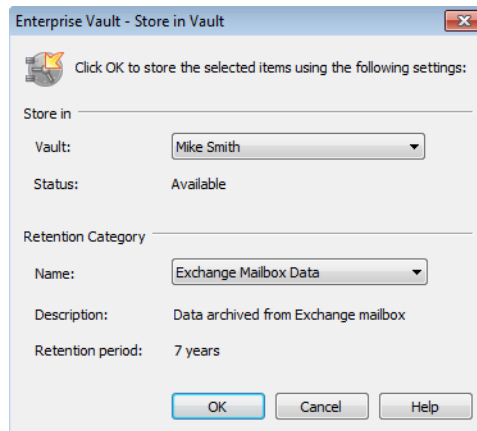 Enterprise Vault - Store in Vault
Click OK to store the selected items using the following settings:
Store in
Vault: Mike Smith
Status: Available
Retention Category
Name: Exchange Mailbox Data
Description: Data archived from Exchange mailbox
Retention period: 7 years
OK Cancel Help